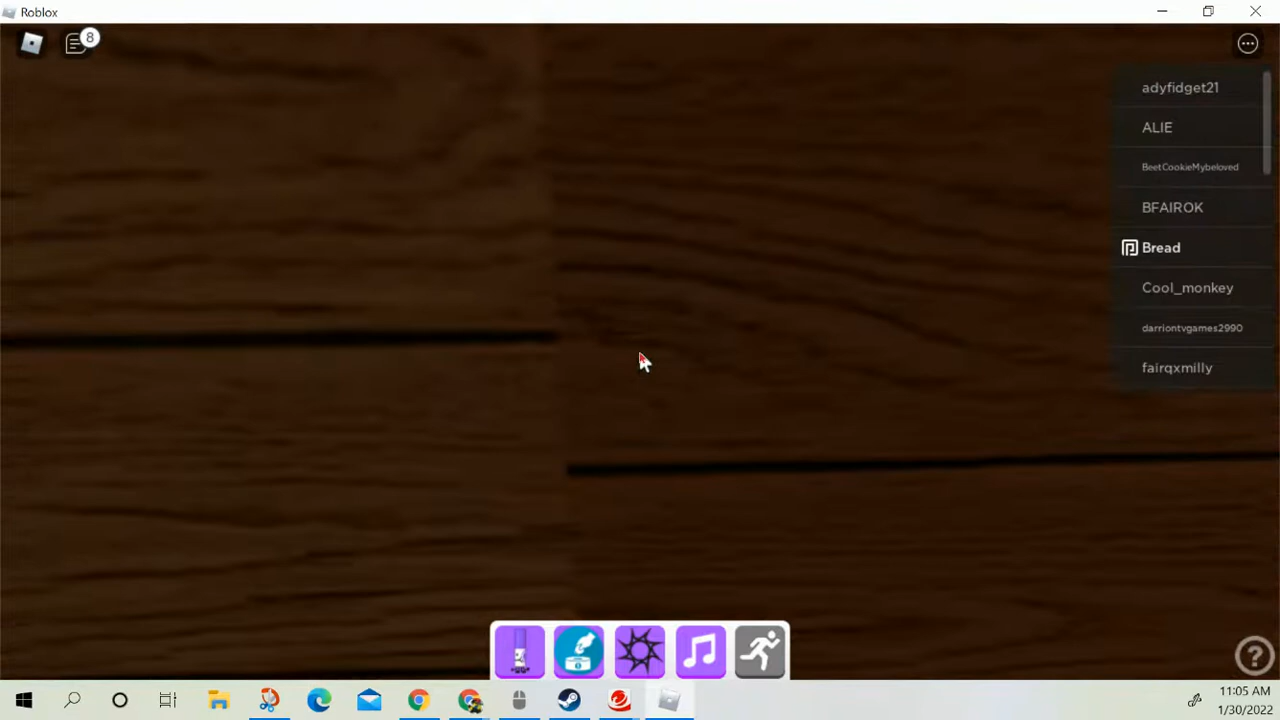 Roblox
8
adyfidget21
ALIE
BeetCookieMybeloved
BFAIROK
Bread
Cool_monkey
darriontvgames2990
fairqxmilly
?
11:05 AM
1/30/2022